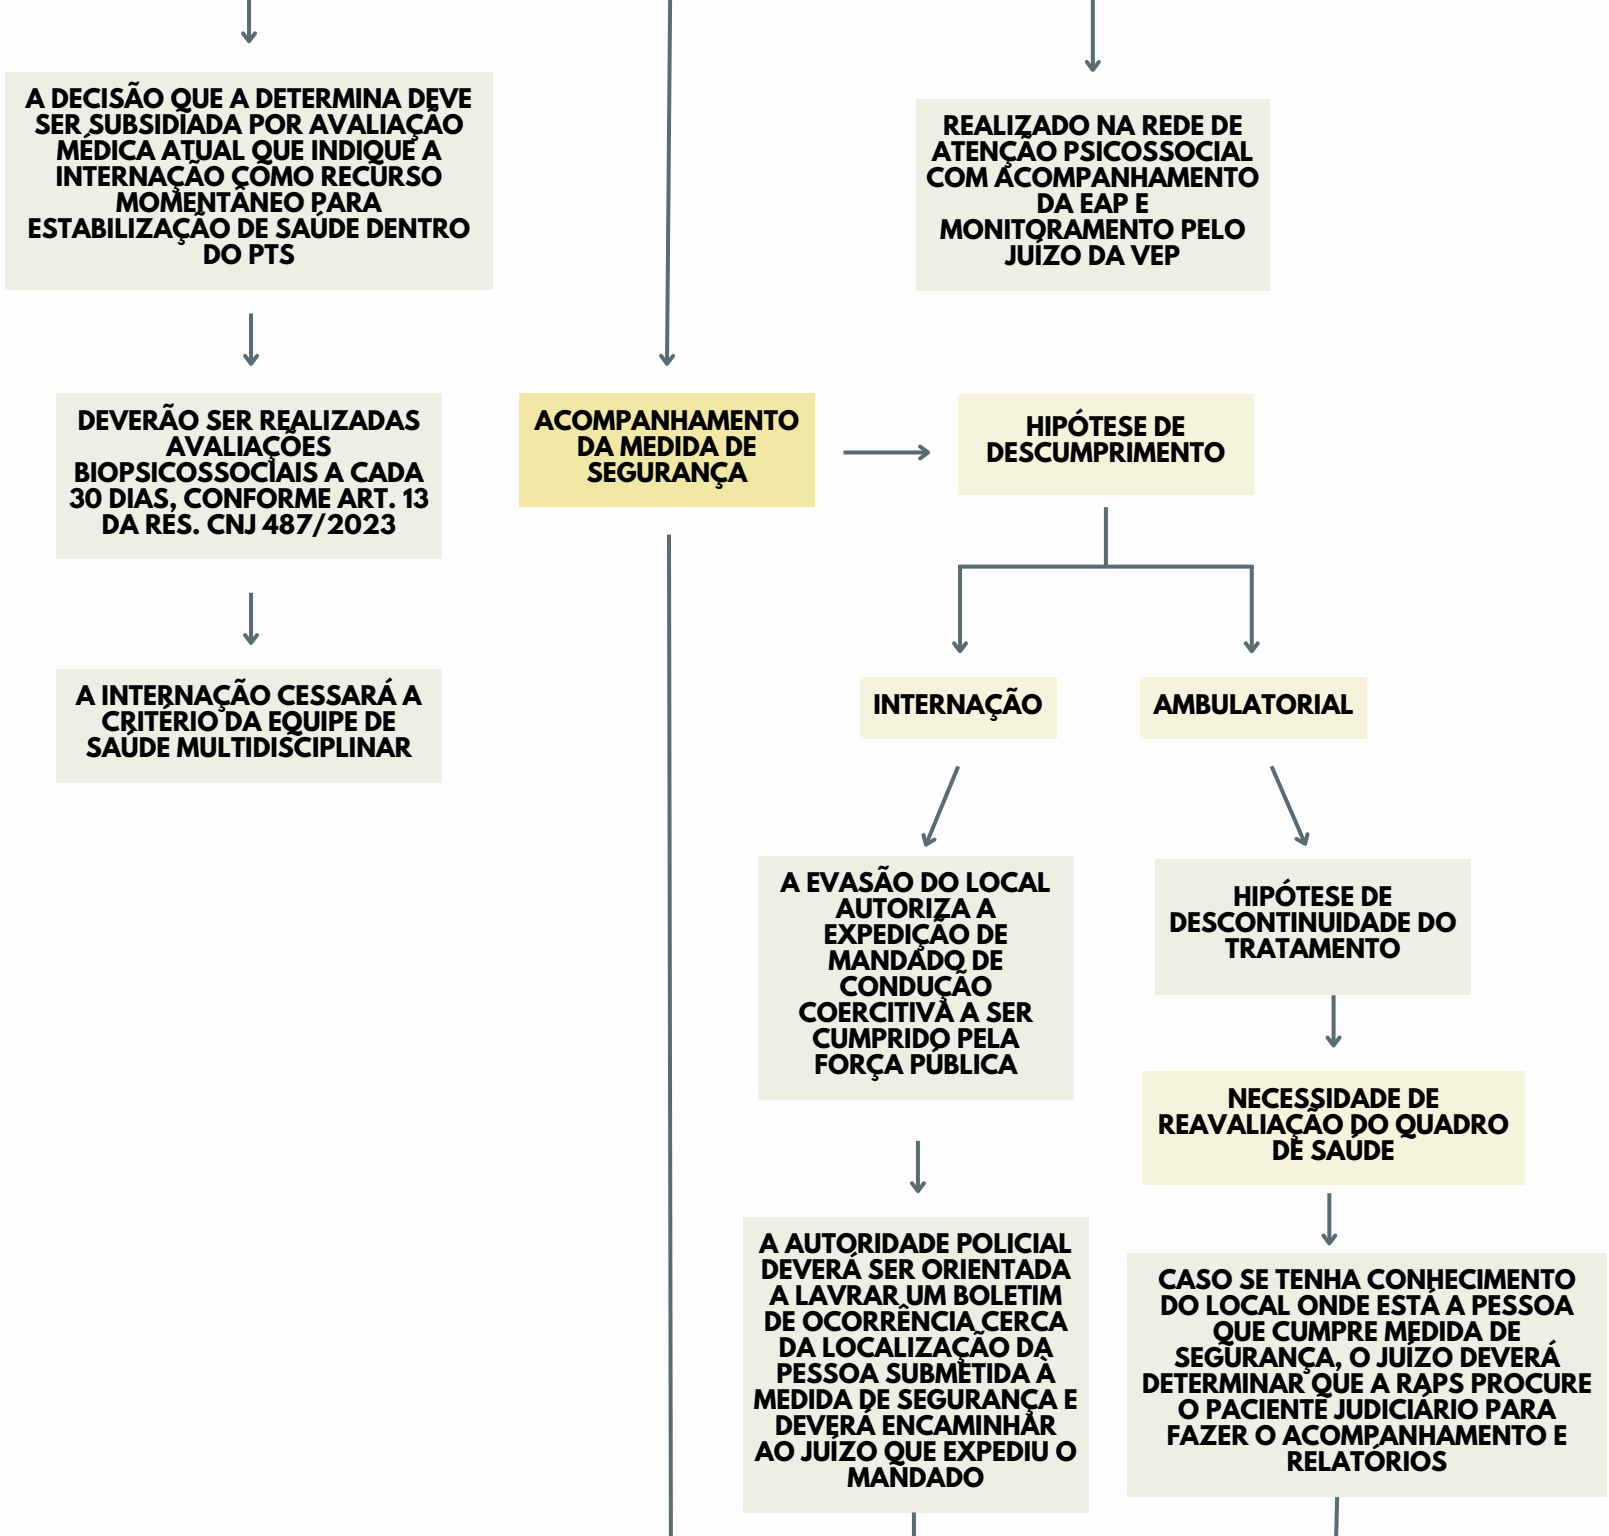 A DECISÃO QUE A DETERMINA DEVE
SER SUBSIDIADA POR AVALIAÇÃO
MÉDICA ATUAL QUE INDIQUE A
INTERNAÇÃO COMO RECURSO
MOMENTÂNEO PARA
ESTABILIZAÇÃO DE SAÚDE DENTRO
DO PTS
DEVERÃO SER REALIZADAS
AVALIAÇÕES
BIOPSICOSSOCIAIS A CADA
30 DIAS, CONFORME ART. 13
DA RES. CNJ 487/2023
A INTERNAÇÃO CESSARÁ A
CRITÉRIO DA EQUIPE DE
SAÚDE MULTIDISCIPLINAR
REALIZADO NA REDE DE
ATENÇÃO PSICOSSOCIAL
COM ACOMPANHAMENTO
DA EAP E
MONITORAMENTO PELO
JUÍZO DA VEP
ACOMPANHAMENTO
DA MEDIDA DE
SEGURANÇA
HIPÓTESE DE
DESCUMPRIMENTO
INTERNAÇÃO
A EVASÃO DO LOCAL
AUTORIZA A
EXPEDIÇÃO DE
MANDADO DE
CONDUÇÃO
COERCITIVA A SER
CUMPRIDO PELA
FORÇA PÚBLICA
A AUTORIDADE POLICIAL
DEVERÁ SER ORIENTADA
A LAVRAR UM BOLETIM
DE OCORRÊNCIA CERCA
DA LOCALIZAÇÃO DA
PESSOA SUBMETIDA À
MEDIDA DE SEGURANÇA E
DEVERÁ ENCAMINHAR
AO JUÍZO QUE EXPEDIU O
MANDADO
AMBULATORIAL
HIPÓTESE DE
DESCONTINUIDADE DO
TRATAMENTO
NECESSIDADE DE
REAVALIAÇÃO DO QUADRO
DE SAÚDE
CASO SE TENHA CONHECIMENTO
DO LOCAL ONDE ESTÁ A PESSOA
QUE CUMPRE MEDIDA DE
SEGURANÇA, O JUÍZO DEVERÁ
DETERMINAR QUE A RAPS PROCURE
O PACIENTE JUDICIÁRIO PARA
FAZER O ACOMPANHAMENTO E
RELATÓRIOS